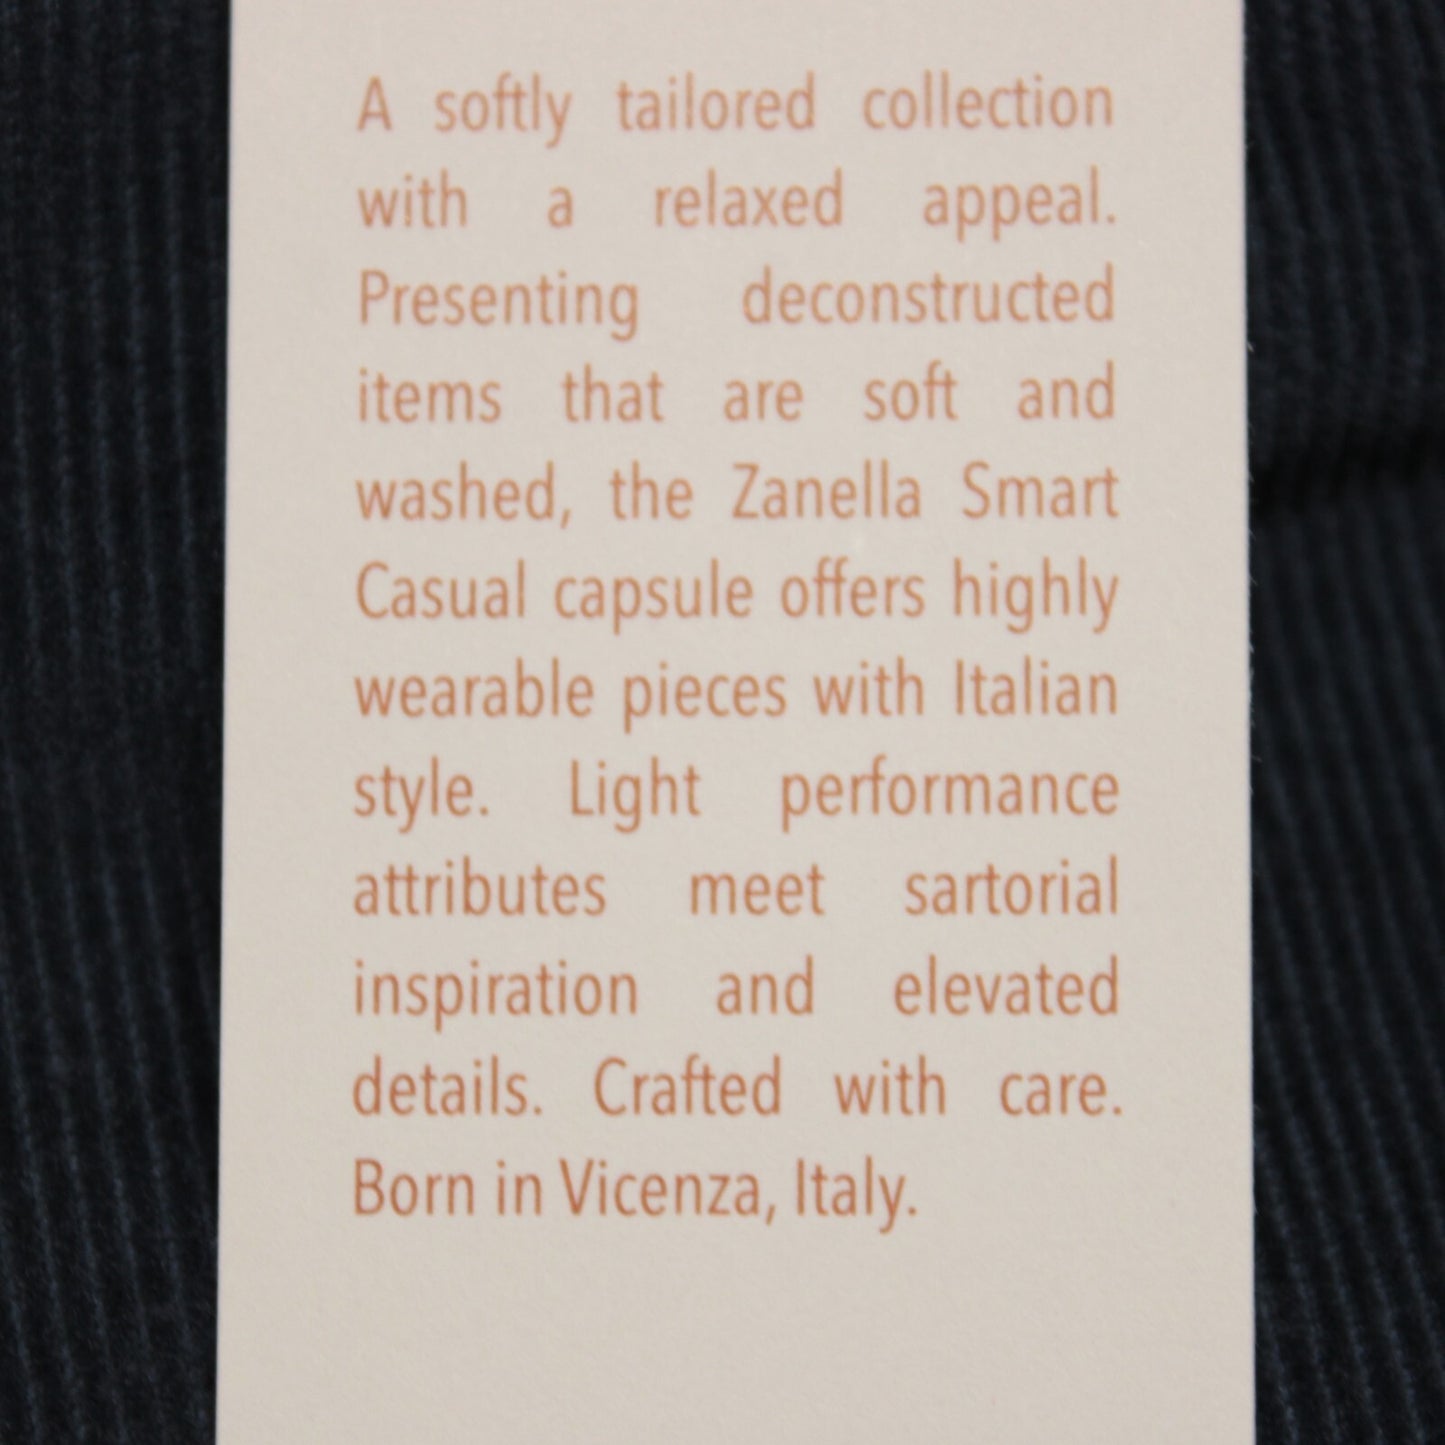 A softly tailored collection
with a relaxed appeal.
Presenting deconstructed
items that are soft and
washed, the Zanella Smart
Casual capsule offers highly
wearable pieces with Italian
style. Light performance
attributes meet sartorial
inspiration and elevated
details. Crafted with care.
Born in Vicenza, Italy.